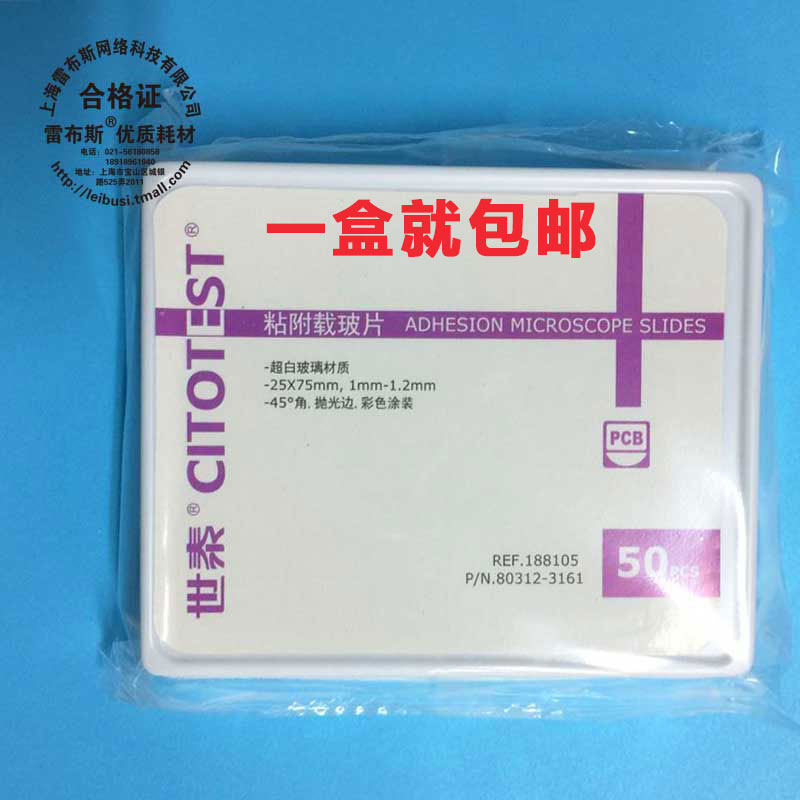 上海雷布斯网络科技有限公司
合格证
雷布斯®优质耗材
电话：021-56180858
18918961940
地址：上海市宝山区城银
路525弄2011
http://leibusi.tmall.com
一盒就包邮
世泰® CITOTEST®
粘附载玻片 ADHESION MICROSCOPE SLIDES
-超白玻璃材质
-25X75mm, 1mm-1.2mm
-45°角.抛光边.彩色涂装
PCB
REF.188105
P/N.80312-3161
50 PCS